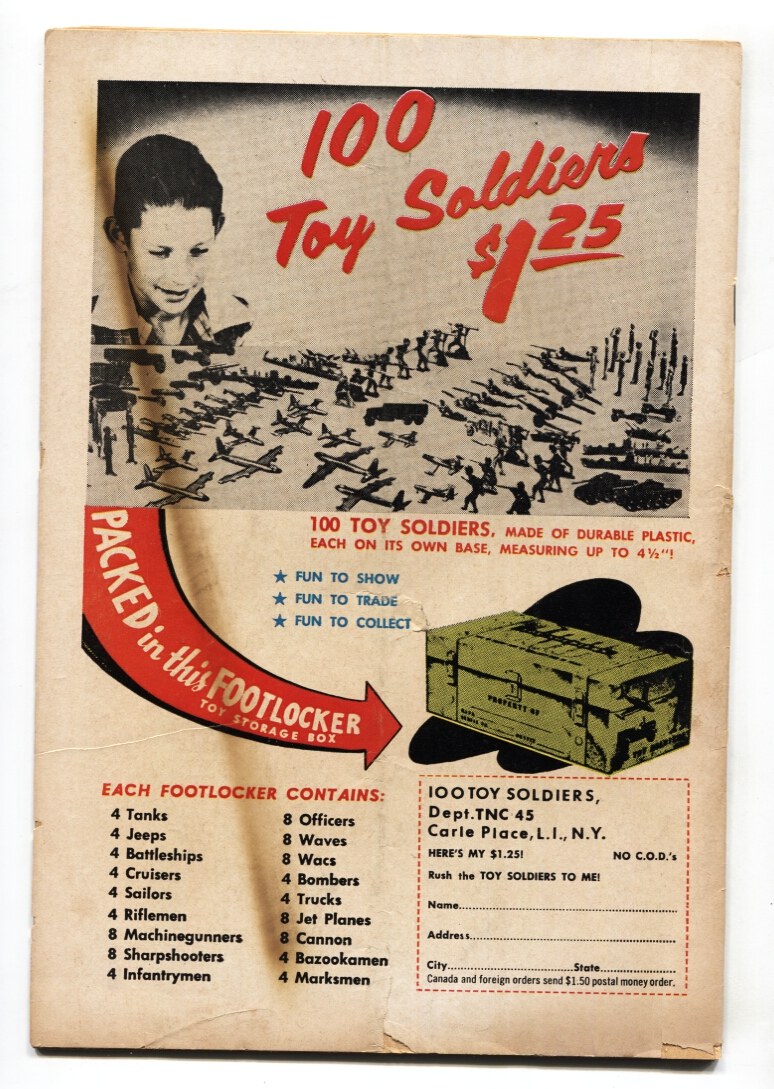 100
Toy Soldiers
$1.25
100 TOY SOLDIERS, MADE OF DURABLE PLASTIC,
EACH ON ITS OWN BASE, MEASURING UP TO 4½"!
★ FUN TO SHOW
★ FUN TO TRADE
★ FUN TO COLLECT
PACKED in this FOOTLOCKER
TOY STORAGE BOX
PROPERTY OF
EACH FOOTLOCKER CONTAINS:
4 Tanks
4 Jeeps
4 Battleships
4 Cruisers
4 Sailors
4 Riflemen
8 Machinegunners
8 Sharpshooters
4 Infantrymen
8 Officers
8 Waves
8 Wacs
4 Bombers
4 Trucks
8 Jet Planes
8 Cannon
4 Bazookamen
4 Marksmen
100 TOY SOLDIERS,
Dept. TNC 45
Carle Place, L.I., N.Y.
HERE'S MY $1.25! NO C.O.D.'s
Rush the TOY SOLDIERS TO ME!
Name
Address
City State
Canada and foreign orders send $1.50 postal money order.